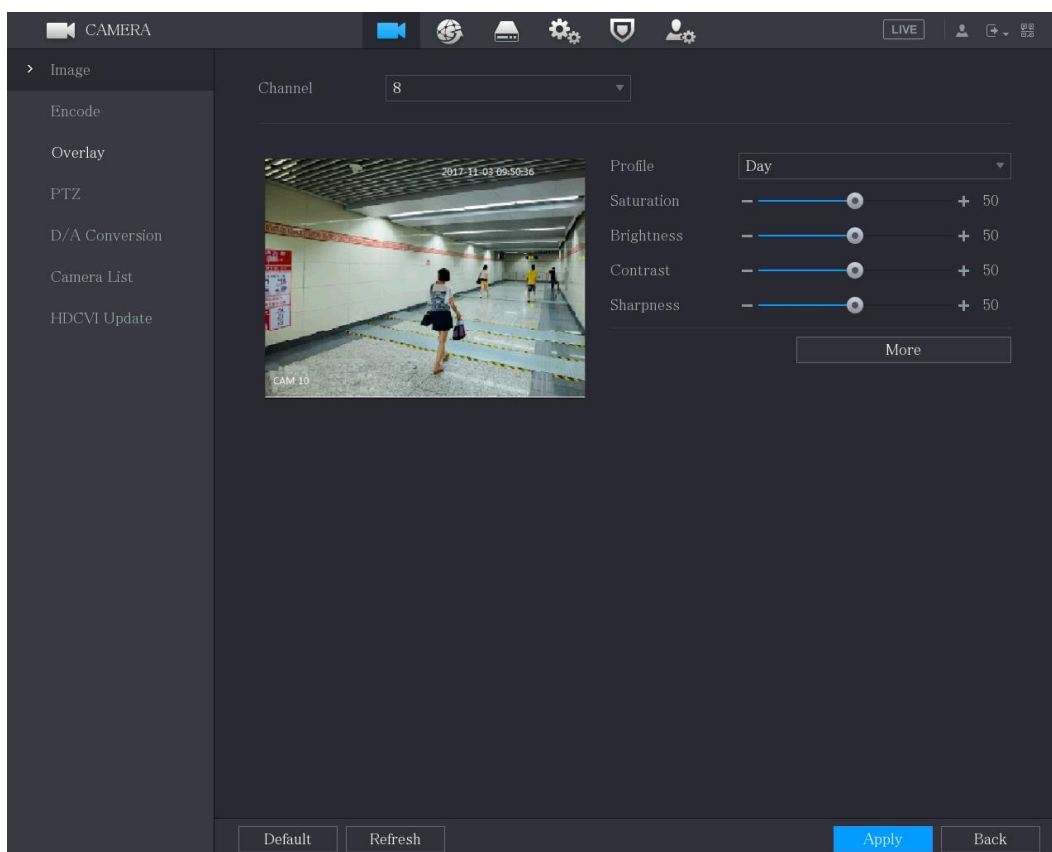 CAMERA
LIVE
Image
Encode
Overlay
PTZ
D/A Conversion
Camera List
HDCVI Update
Channel 8
2017-11-03 09:50:36
CAM 10
Profile Day
Saturation - + 50
Brightness - + 50
Contrast - + 50
Sharpness - + 50
More
Default Refresh Apply Back